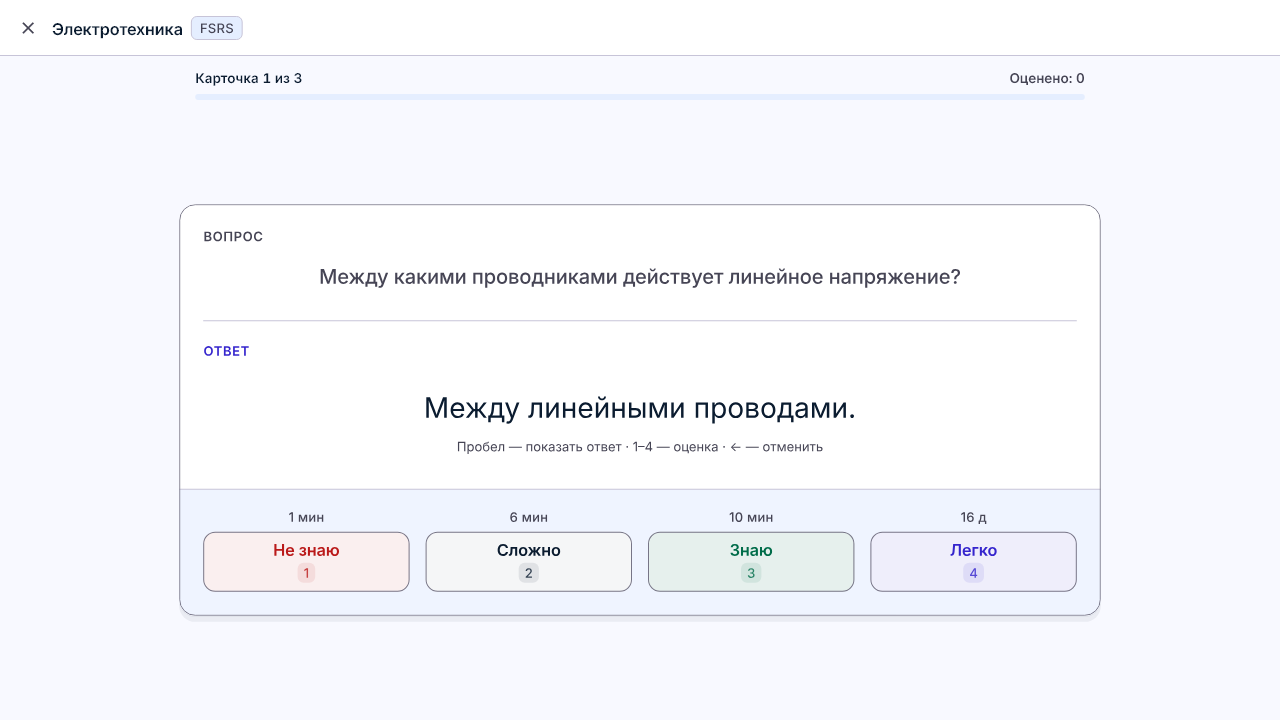 Электротехника FSRS
Карточка 1 из 3
Оценено: 0
ВОПРОС
Между какими проводниками действует линейное напряжение?
ОТВЕТ
Между линейными проводами.
Пробел — показать ответ · 1–4 — оценка · ← — отменить
1 мин
Не знаю
1
6 мин
Сложно
2
10 мин
Знаю
3
16 д
Легко
4